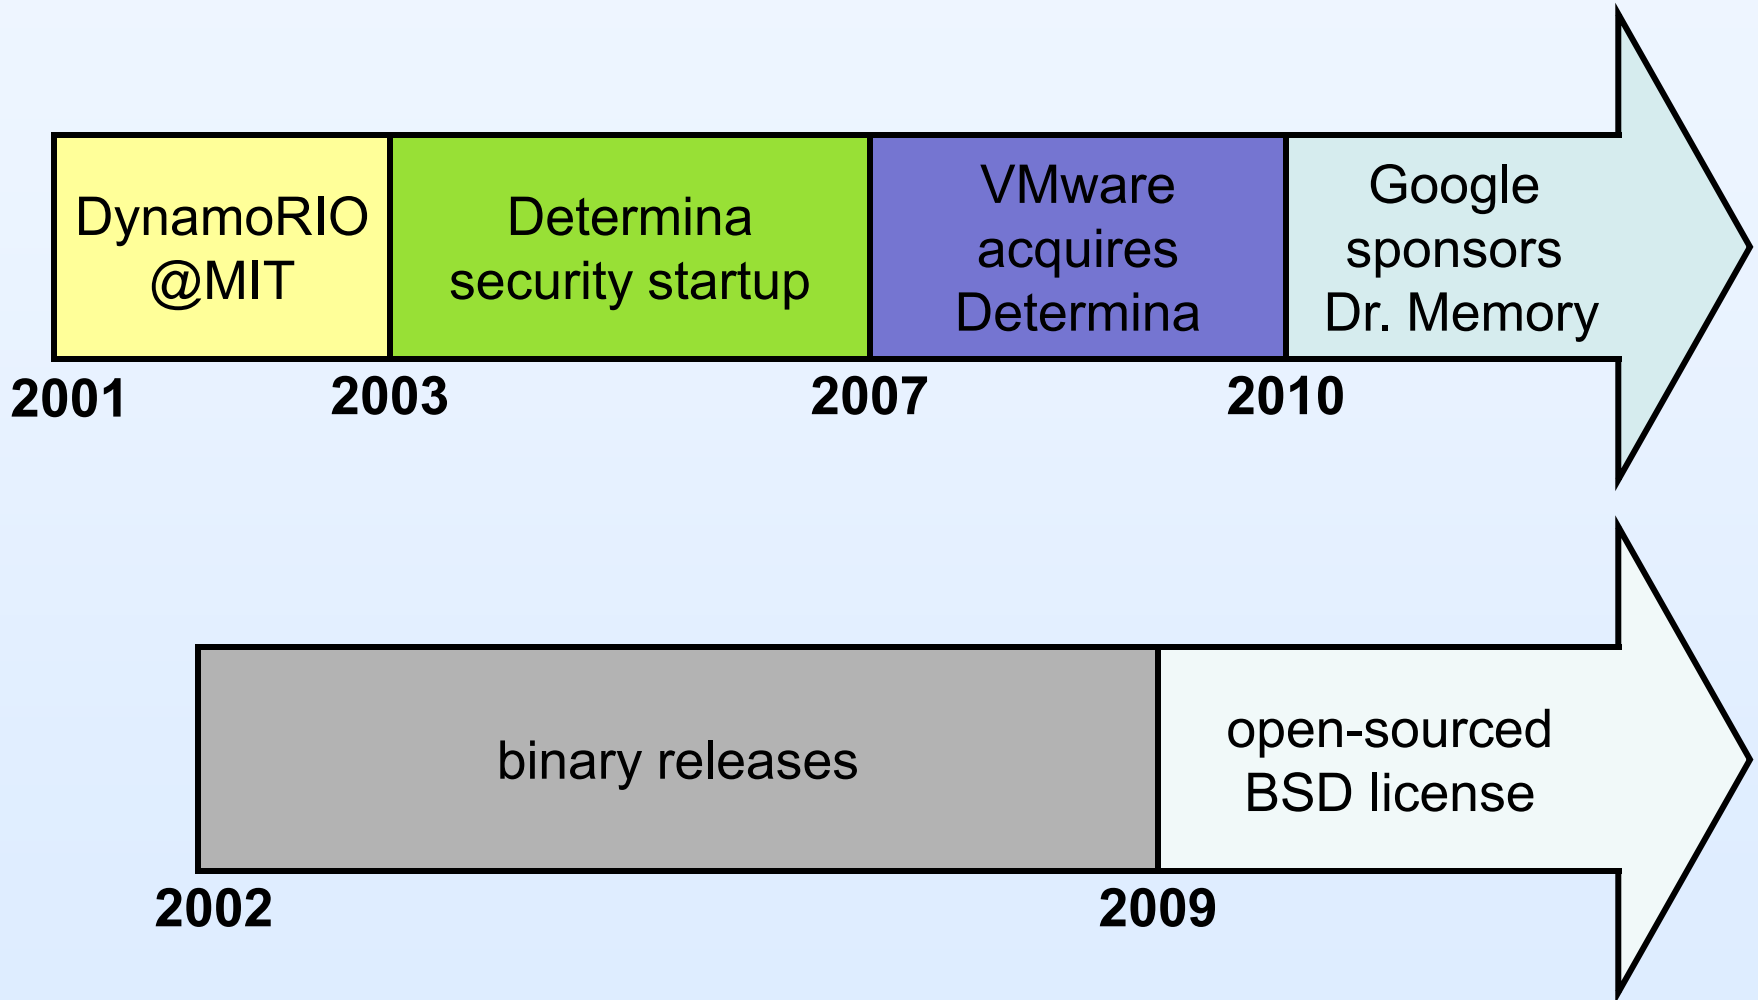 DynamoRIO
@MIT
Determina
security startup
VMware
acquires
Determina
Google
sponsors
Dr. Memory
2001
2003
2007
2010
binary releases
open-sourced
BSD license
2002
2009